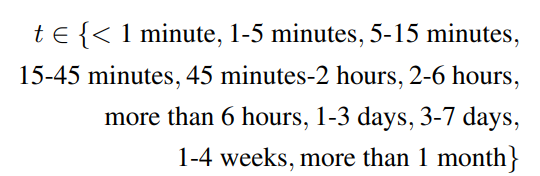 t ∈ {< 1 minute, 1-5 minutes, 5-15 minutes,
15-45 minutes, 45 minutes-2 hours, 2-6 hours,
more than 6 hours, 1-3 days, 3-7 days,
1-4 weeks, more than 1 month}